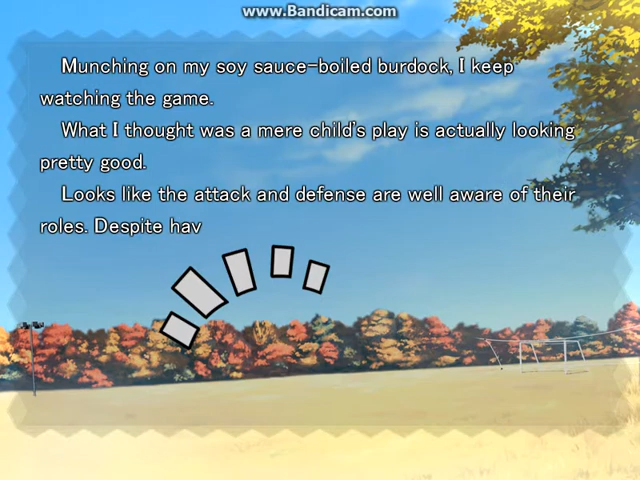 www.Bandicam.com
Munching on my soy sauce-boiled burdock, I keep
watching the game.
What I thought was a mere child's play is actually looking
pretty good.
Looks like the attack and defense are well aware of their
roles. Despite hav